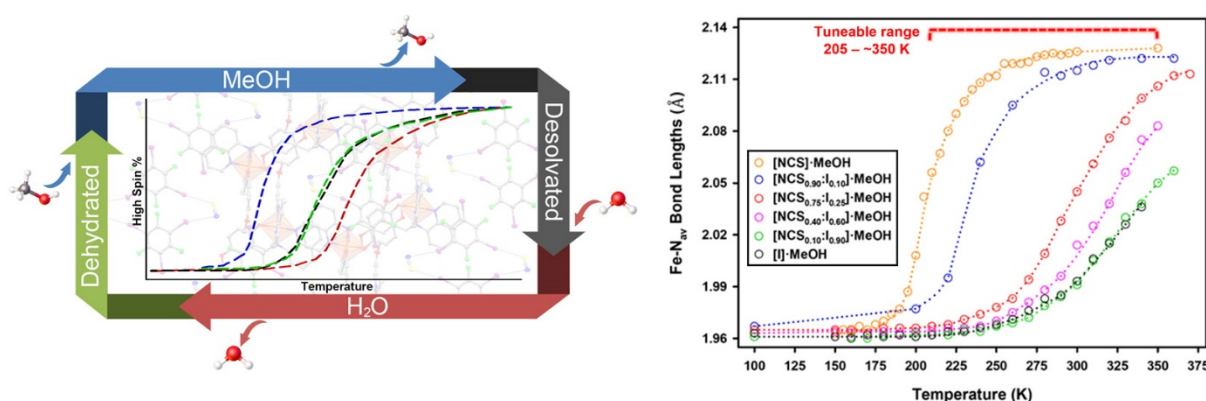 MeOH
Desolvated
H₂O
Dehydrated
High Spin %
Temperature
Tuneable range
205 – ~350 K
Fe-Nav Bond Lengths (Å)
2.14
2.11
2.08
2.05
2.02
1.99
1.96
[NCS]·MeOH
[NCS0.90:I0.10]·MeOH
[NCS0.75:I0.25]·MeOH
[NCS0.40:I0.60]·MeOH
[NCS0.10:I0.90]·MeOH
[I]·MeOH
100 125 150 175 200 225 250 275 300 325 350 375
Temperature (K)